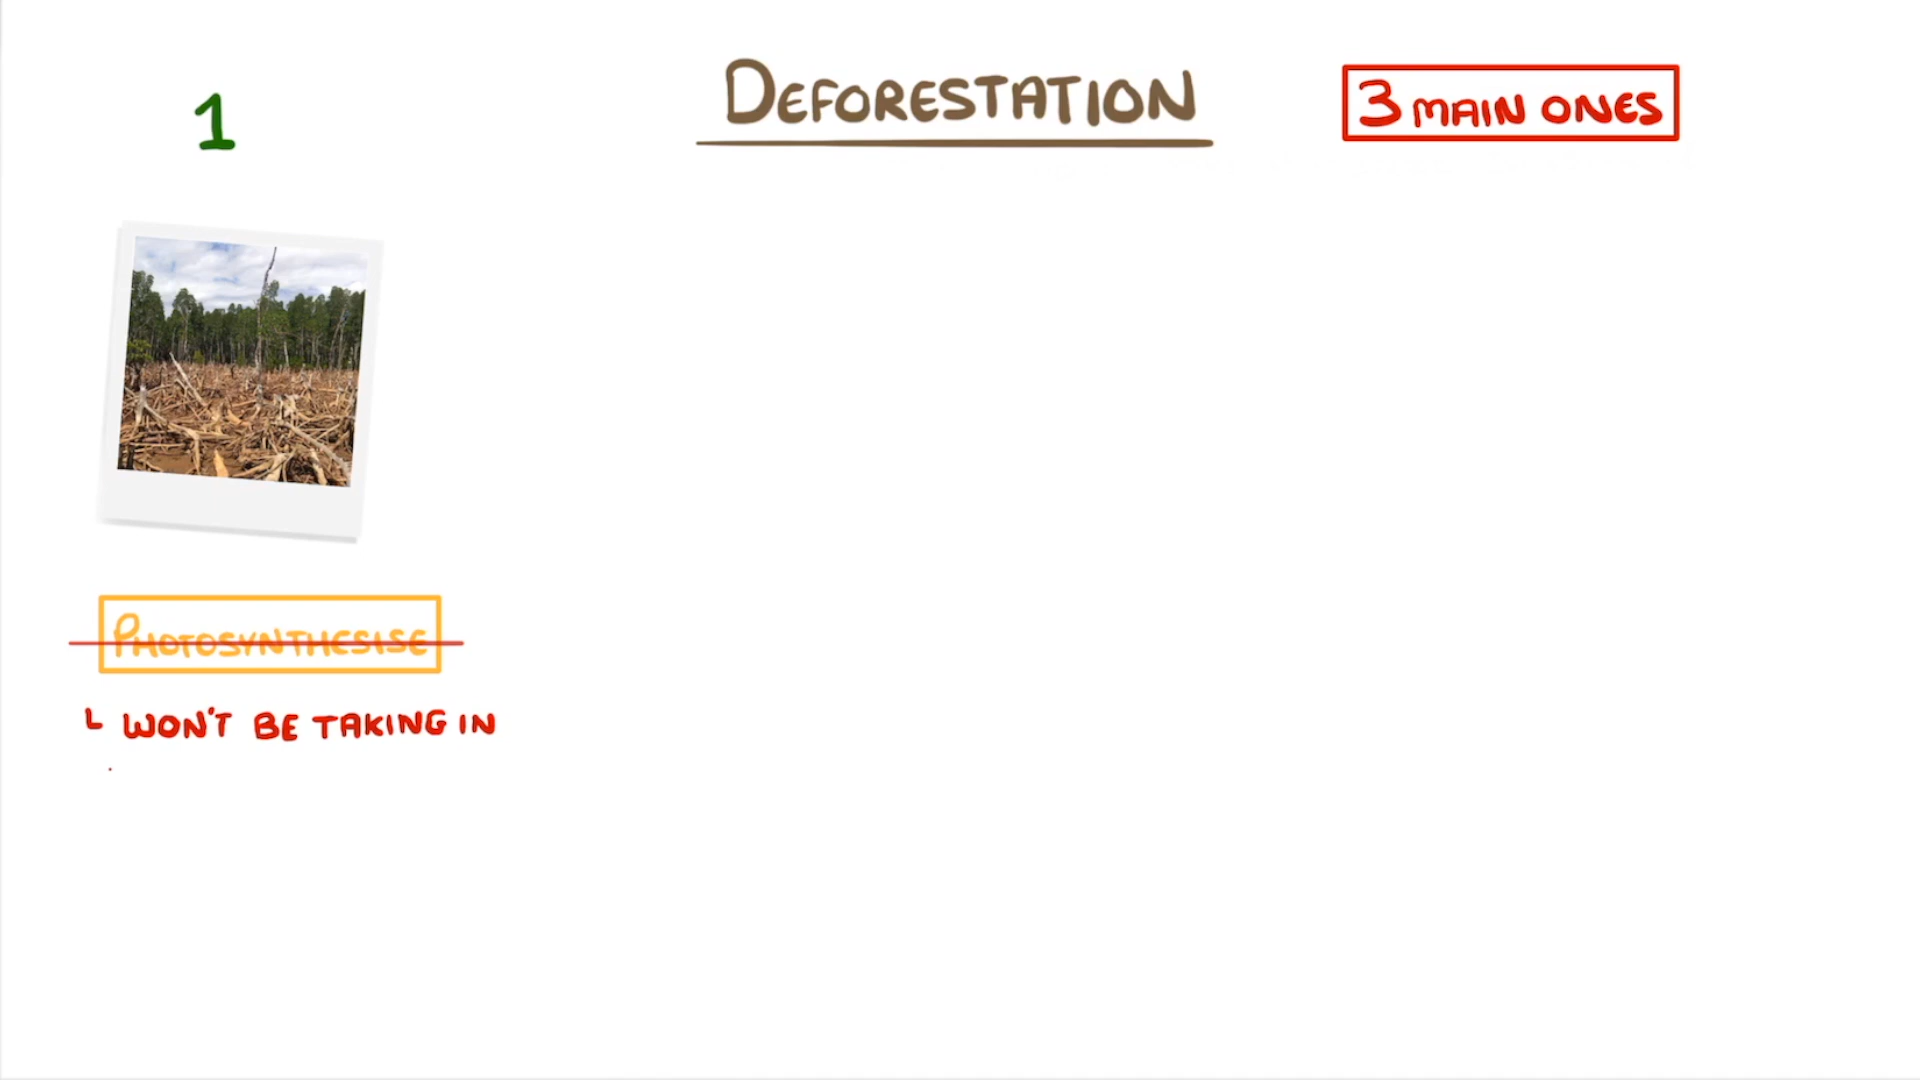 1
DEFORESTATION
3 MAIN ONES
PHOTOSYNTHESISE
WON'T BE TAKING IN